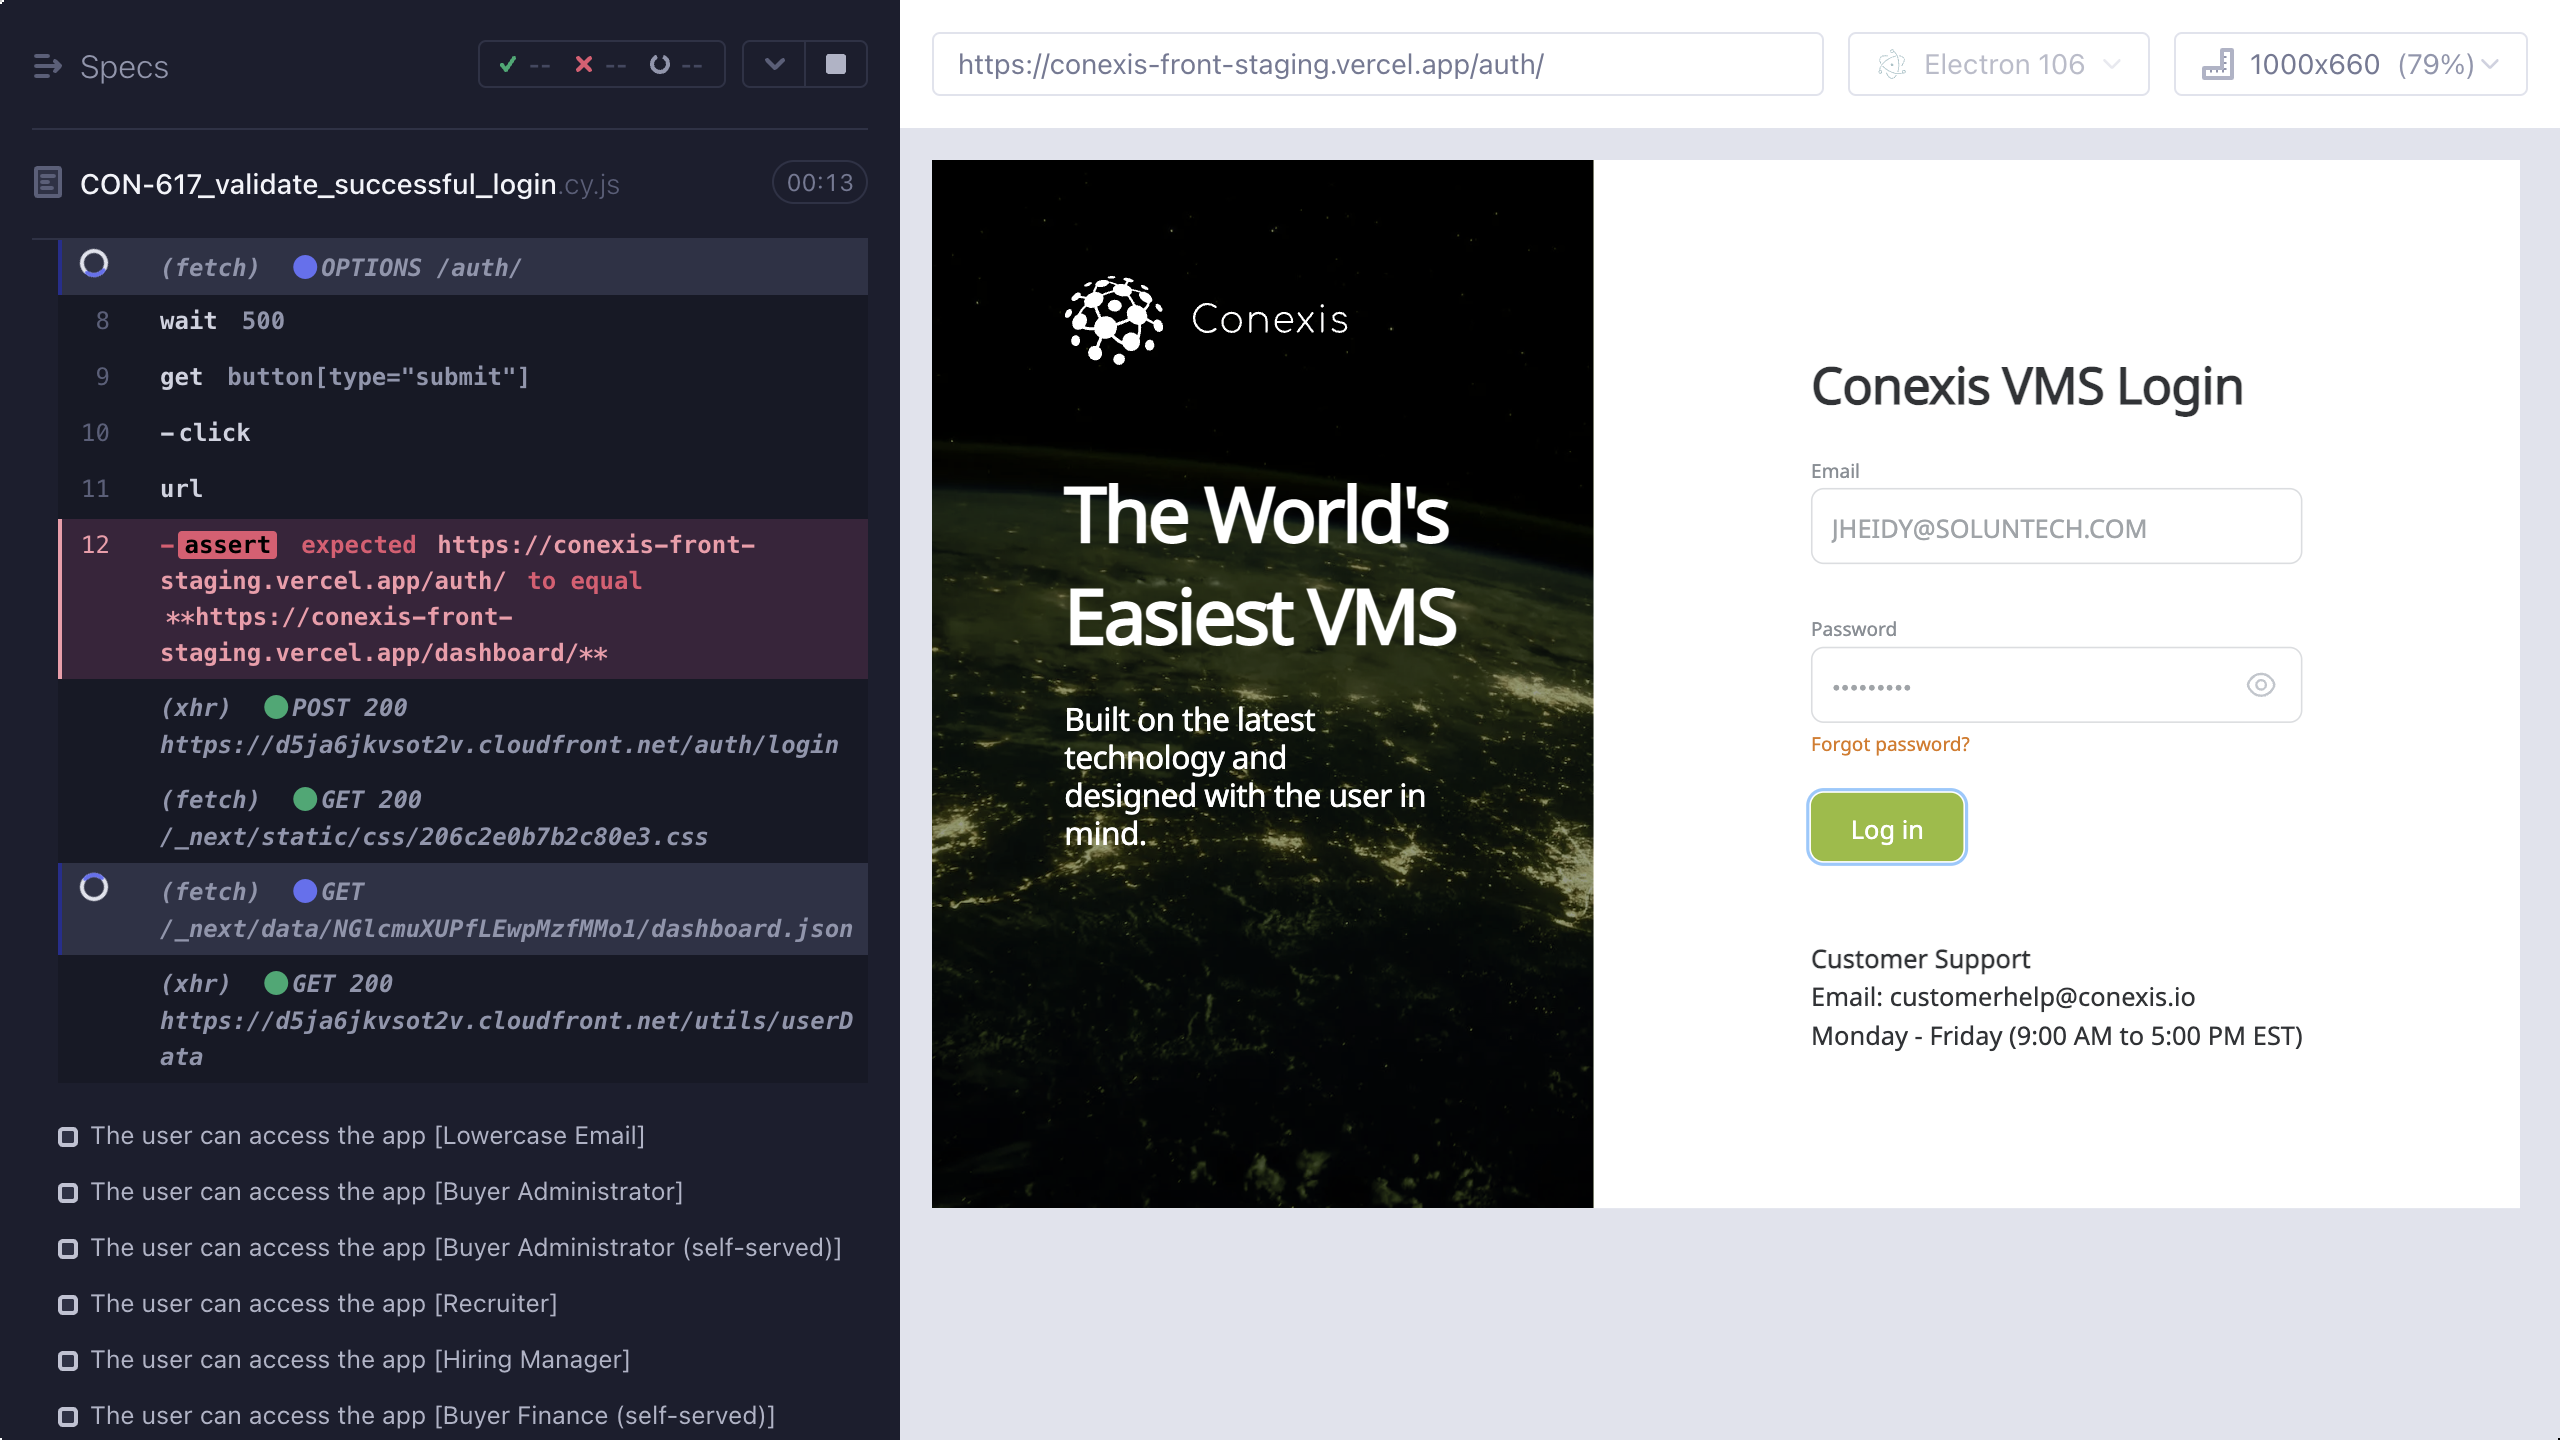 Specs
-- -- --
CON-617_validate_successful_login.cy.js
00:13
(fetch) OPTIONS /auth/
8 wait 500
9 get button[type="submit"]
10 -click
11 url
12 -assert expected https://conexis-front-
staging.vercel.app/auth/ to equal
**https://conexis-front-
staging.vercel.app/dashboard/**
(xhr) POST 200
https://d5ja6jkvsot2v.cloudfront.net/auth/login
(fetch) GET 200
/_next/static/css/206c2e0b7b2c80e3.css
(fetch) GET
/_next/data/NGlcmuXUPfLEwpMzfMMo1/dashboard.json
(xhr) GET 200
https://d5ja6jkvsot2v.cloudfront.net/utils/userD
ata
The user can access the app [Lowercase Email]
The user can access the app [Buyer Administrator]
The user can access the app [Buyer Administrator (self-served)]
The user can access the app [Recruiter]
The user can access the app [Hiring Manager]
The user can access the app [Buyer Finance (self-served)]
https://conexis-front-staging.vercel.app/auth/
Electron 106
1000x660 (79%)
Conexis
The World's
Easiest VMS
Built on the latest
technology and
designed with the user in
mind.
Conexis VMS Login
Email
JHEIDY@SOLUNTECH.COM
Password
•••••••••
Forgot password?
Log in
Customer Support
Email: customerhelp@conexis.io
Monday - Friday (9:00 AM to 5:00 PM EST)